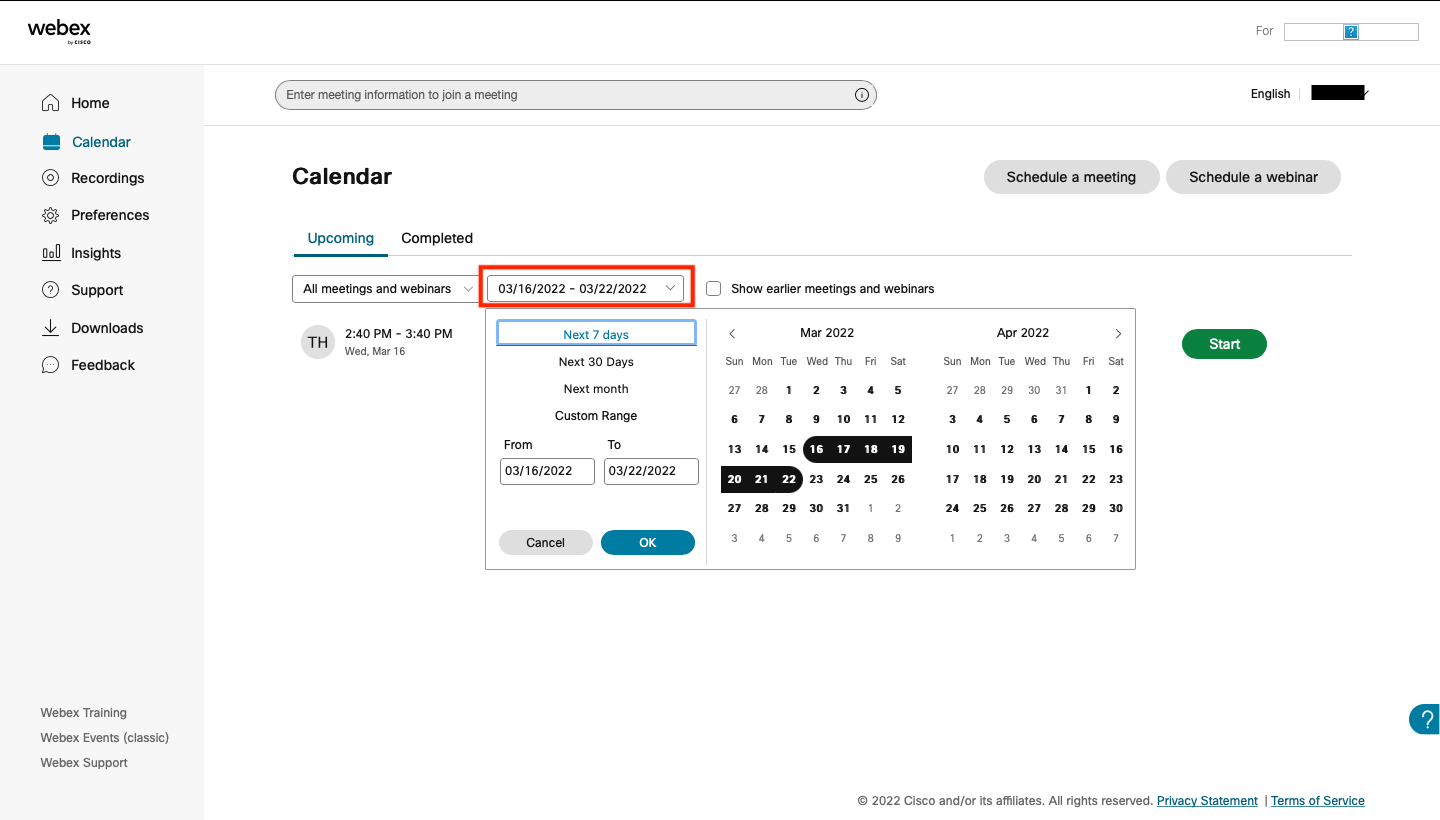 webex
by CISCO
For
?
Enter meeting information to join a meeting
English
Home
Calendar
Recordings
Preferences
Insights
Support
Downloads
Feedback
Calendar
Schedule a meeting
Schedule a webinar
Upcoming
Completed
All meetings and webinars
03/16/2022 - 03/22/2022
Show earlier meetings and webinars
TH
2:40 PM - 3:40 PM
Wed, Mar 16
Start
Next 7 days
Next 30 Days
Next month
Custom Range
From To
03/16/2022 03/22/2022
Cancel OK
Mar 2022
Sun Mon Tue Wed Thu Fri Sat
27 28 1 2 3 4 5
6 7 8 9 10 11 12
13 14 15 16 17 18 19
20 21 22 23 24 25 26
27 28 29 30 31 1 2
3 4 5 6 7 8 9
Apr 2022
Sun Mon Tue Wed Thu Fri Sat
27 28 29 30 31 1 2
3 4 5 6 7 8 9
10 11 12 13 14 15 16
17 18 19 20 21 22 23
24 25 26 27 28 29 30
1 2 3 4 5 6 7
Webex Training
Webex Events (classic)
Webex Support
?
© 2022 Cisco and/or its affiliates. All rights reserved. Privacy Statement | Terms of Service